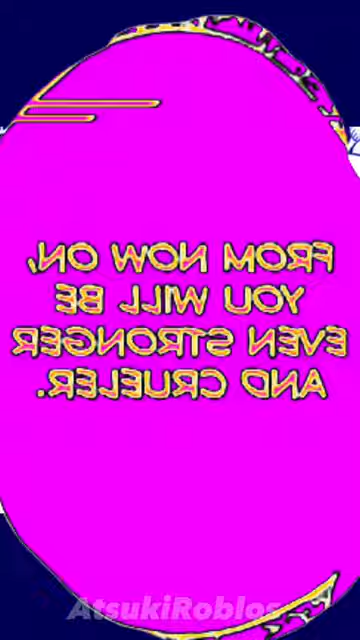 FROM NOW ON,
YOU WILL BE
EVEN STRONGER
AND CRUELER.
AtsukiRoblos